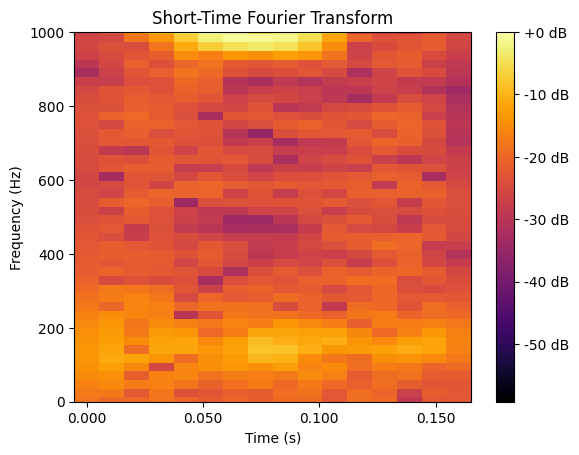 Short-Time Fourier Transform
1000
800
600
400
200
0
Frequency (Hz)
0.000
0.050
0.100
0.150
Time (s)
+0 dB
-10 dB
-20 dB
-30 dB
-40 dB
-50 dB